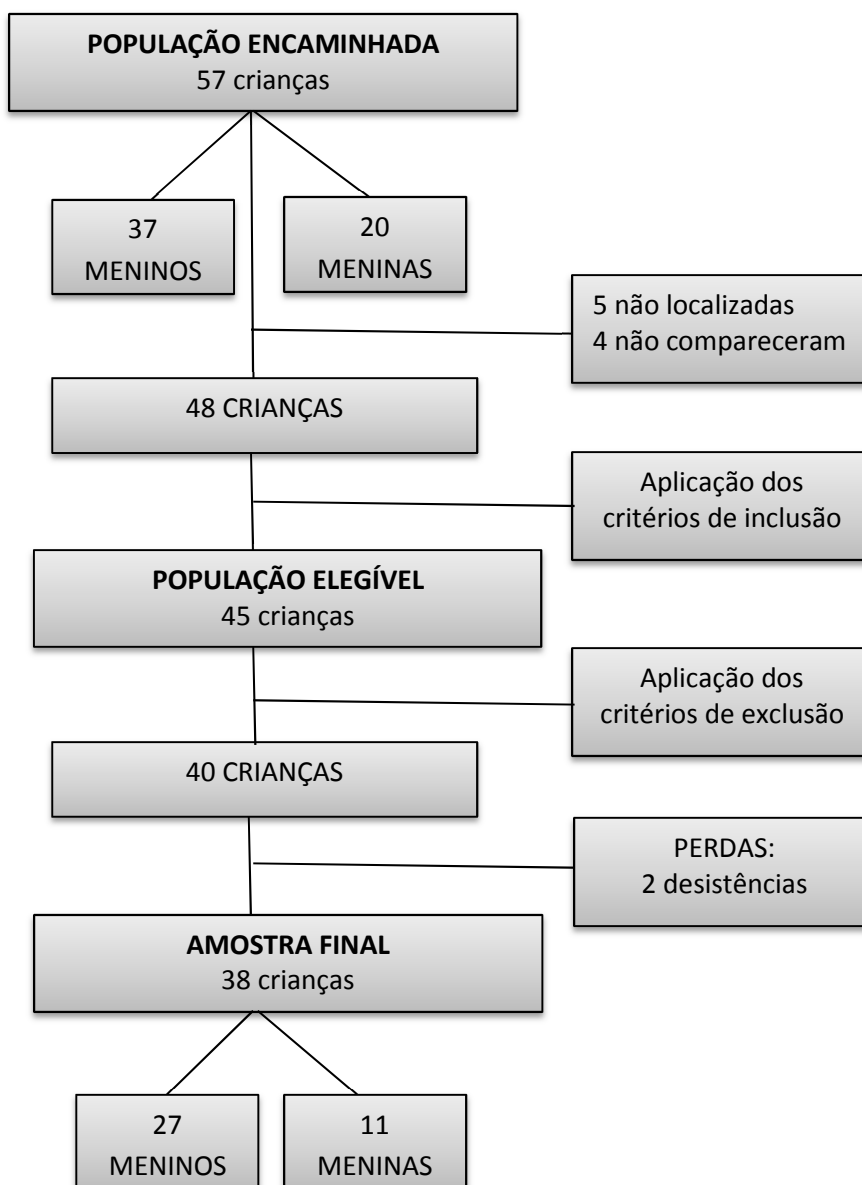 POPULAÇÃO ENCAMINHADA
57 crianças
37
MENINOS
20
MENINAS
5 não localizadas
4 não compareceram
48 CRIANÇAS
Aplicação dos
critérios de inclusão
POPULAÇÃO ELEGÍVEL
45 crianças
Aplicação dos
critérios de exclusão
40 CRIANÇAS
PERDAS:
2 desistências
AMOSTRA FINAL
38 crianças
27
MENINOS
11
MENINAS